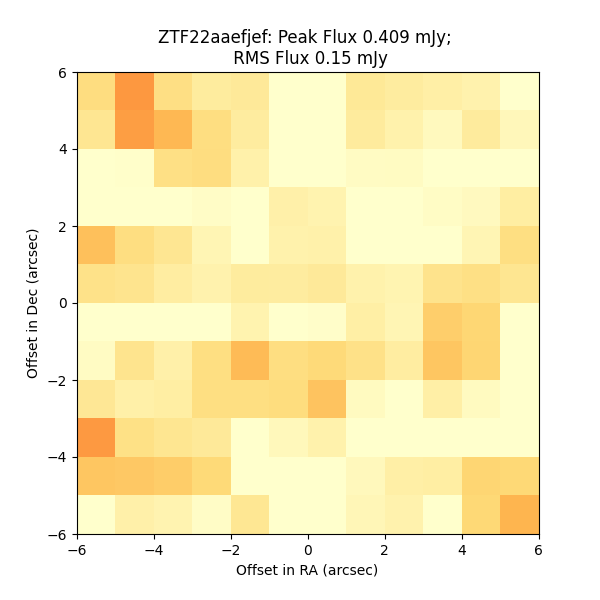 ZTF22aaefjef: Peak Flux 0.409 mJy;
RMS Flux 0.15 mJy
6
4
2
0
−2
−4
−6
Offset in Dec (arcsec)
−6 −4 −2 0 2 4 6
Offset in RA (arcsec)